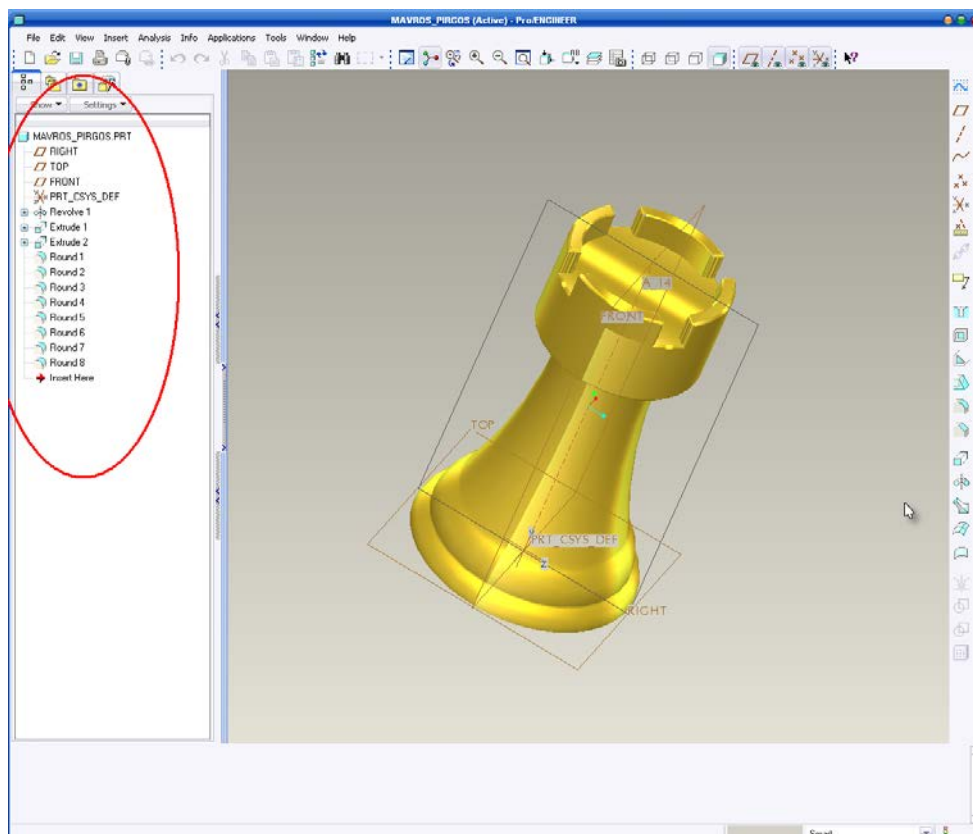 MAVROS_PIRGOS (Active) - Pro/ENGINEER
File Edit View Insert Analysis Info Applications Tools Window Help
Show Settings
MAVROS_PIRGOS.PRT
RIGHT
TOP
FRONT
PRT_CSYS_DEF
Revolve 1
Extrude 1
Extrude 2
Round 1
Round 2
Round 3
Round 4
Round 5
Round 6
Round 7
Round 8
Insert Here
A_14
FRONT
TOP
Y
PRT_CSYS_DEF
Z
RIGHT
Smart